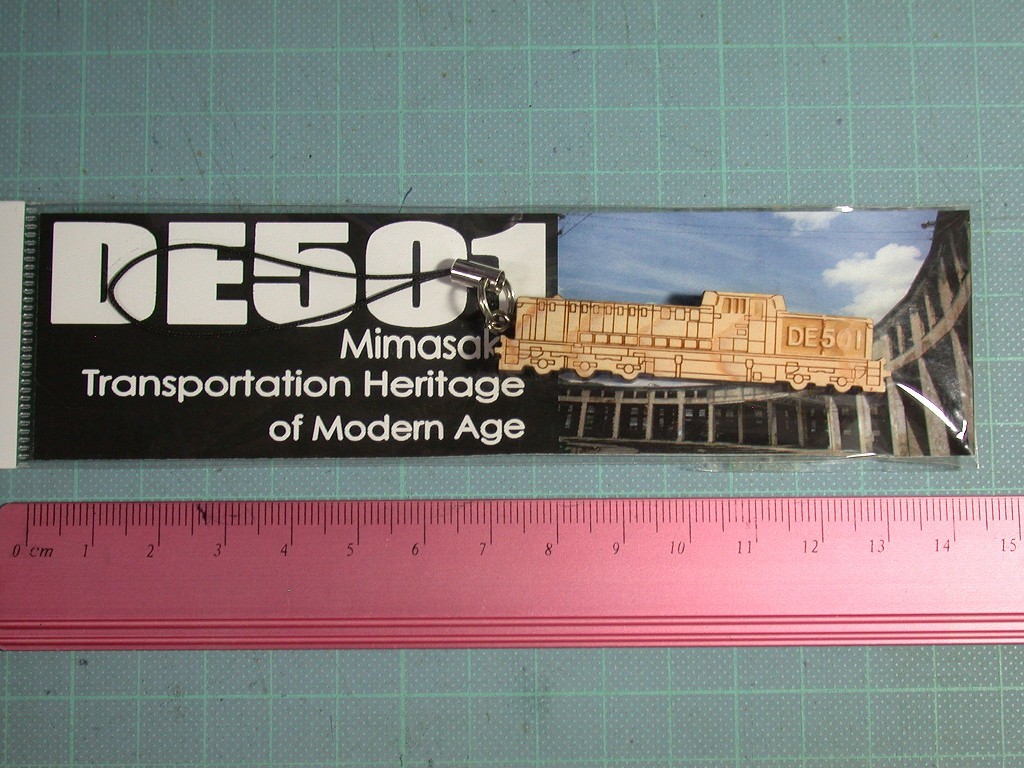 DE501
Mimasak
Transportation Heritage
of Modern Age
DE501
0 cm 1 2 3 4 5 6 7 8 9 10 11 12 13 14 15